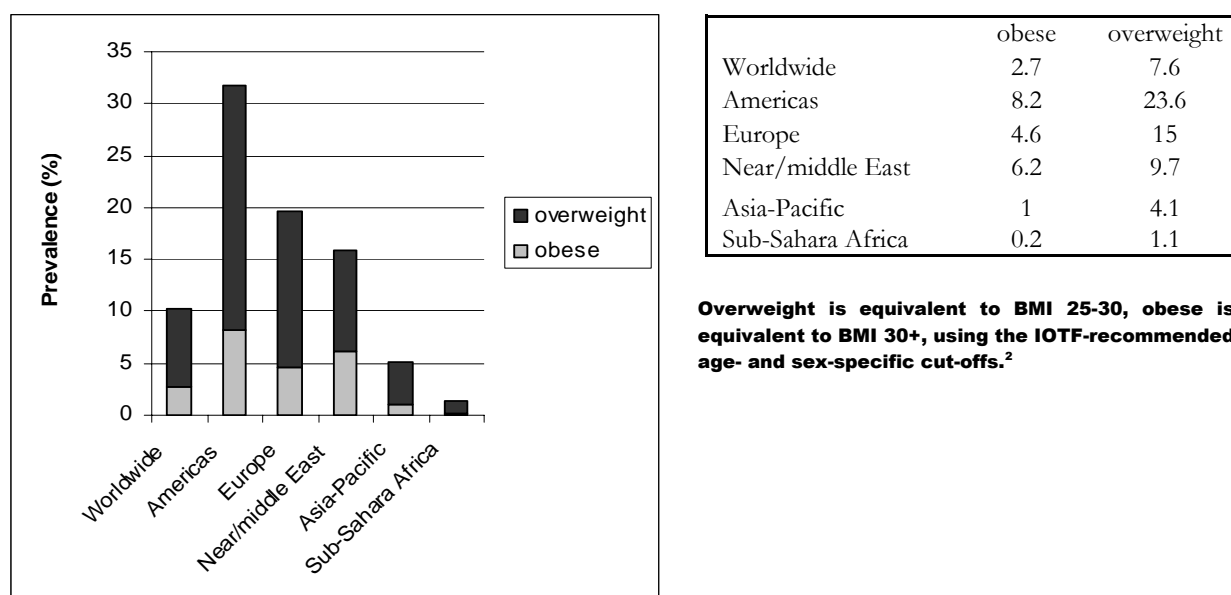 35
30
25
20
15
10
5
0
Prevalence (%)
Worldwide
Americas
Europe
Near/middle East
Asia-Pacific
Sub-Sahara Africa
overweight
obese
obese overweight
Worldwide 2.7 7.6
Americas 8.2 23.6
Europe 4.6 15
Near/middle East 6.2 9.7
Asia-Pacific 1 4.1
Sub-Sahara Africa 0.2 1.1
Overweight is equivalent to BMI 25-30, obese is
equivalent to BMI 30+, using the IOTF-recommended
age- and sex-specific cut-offs.²